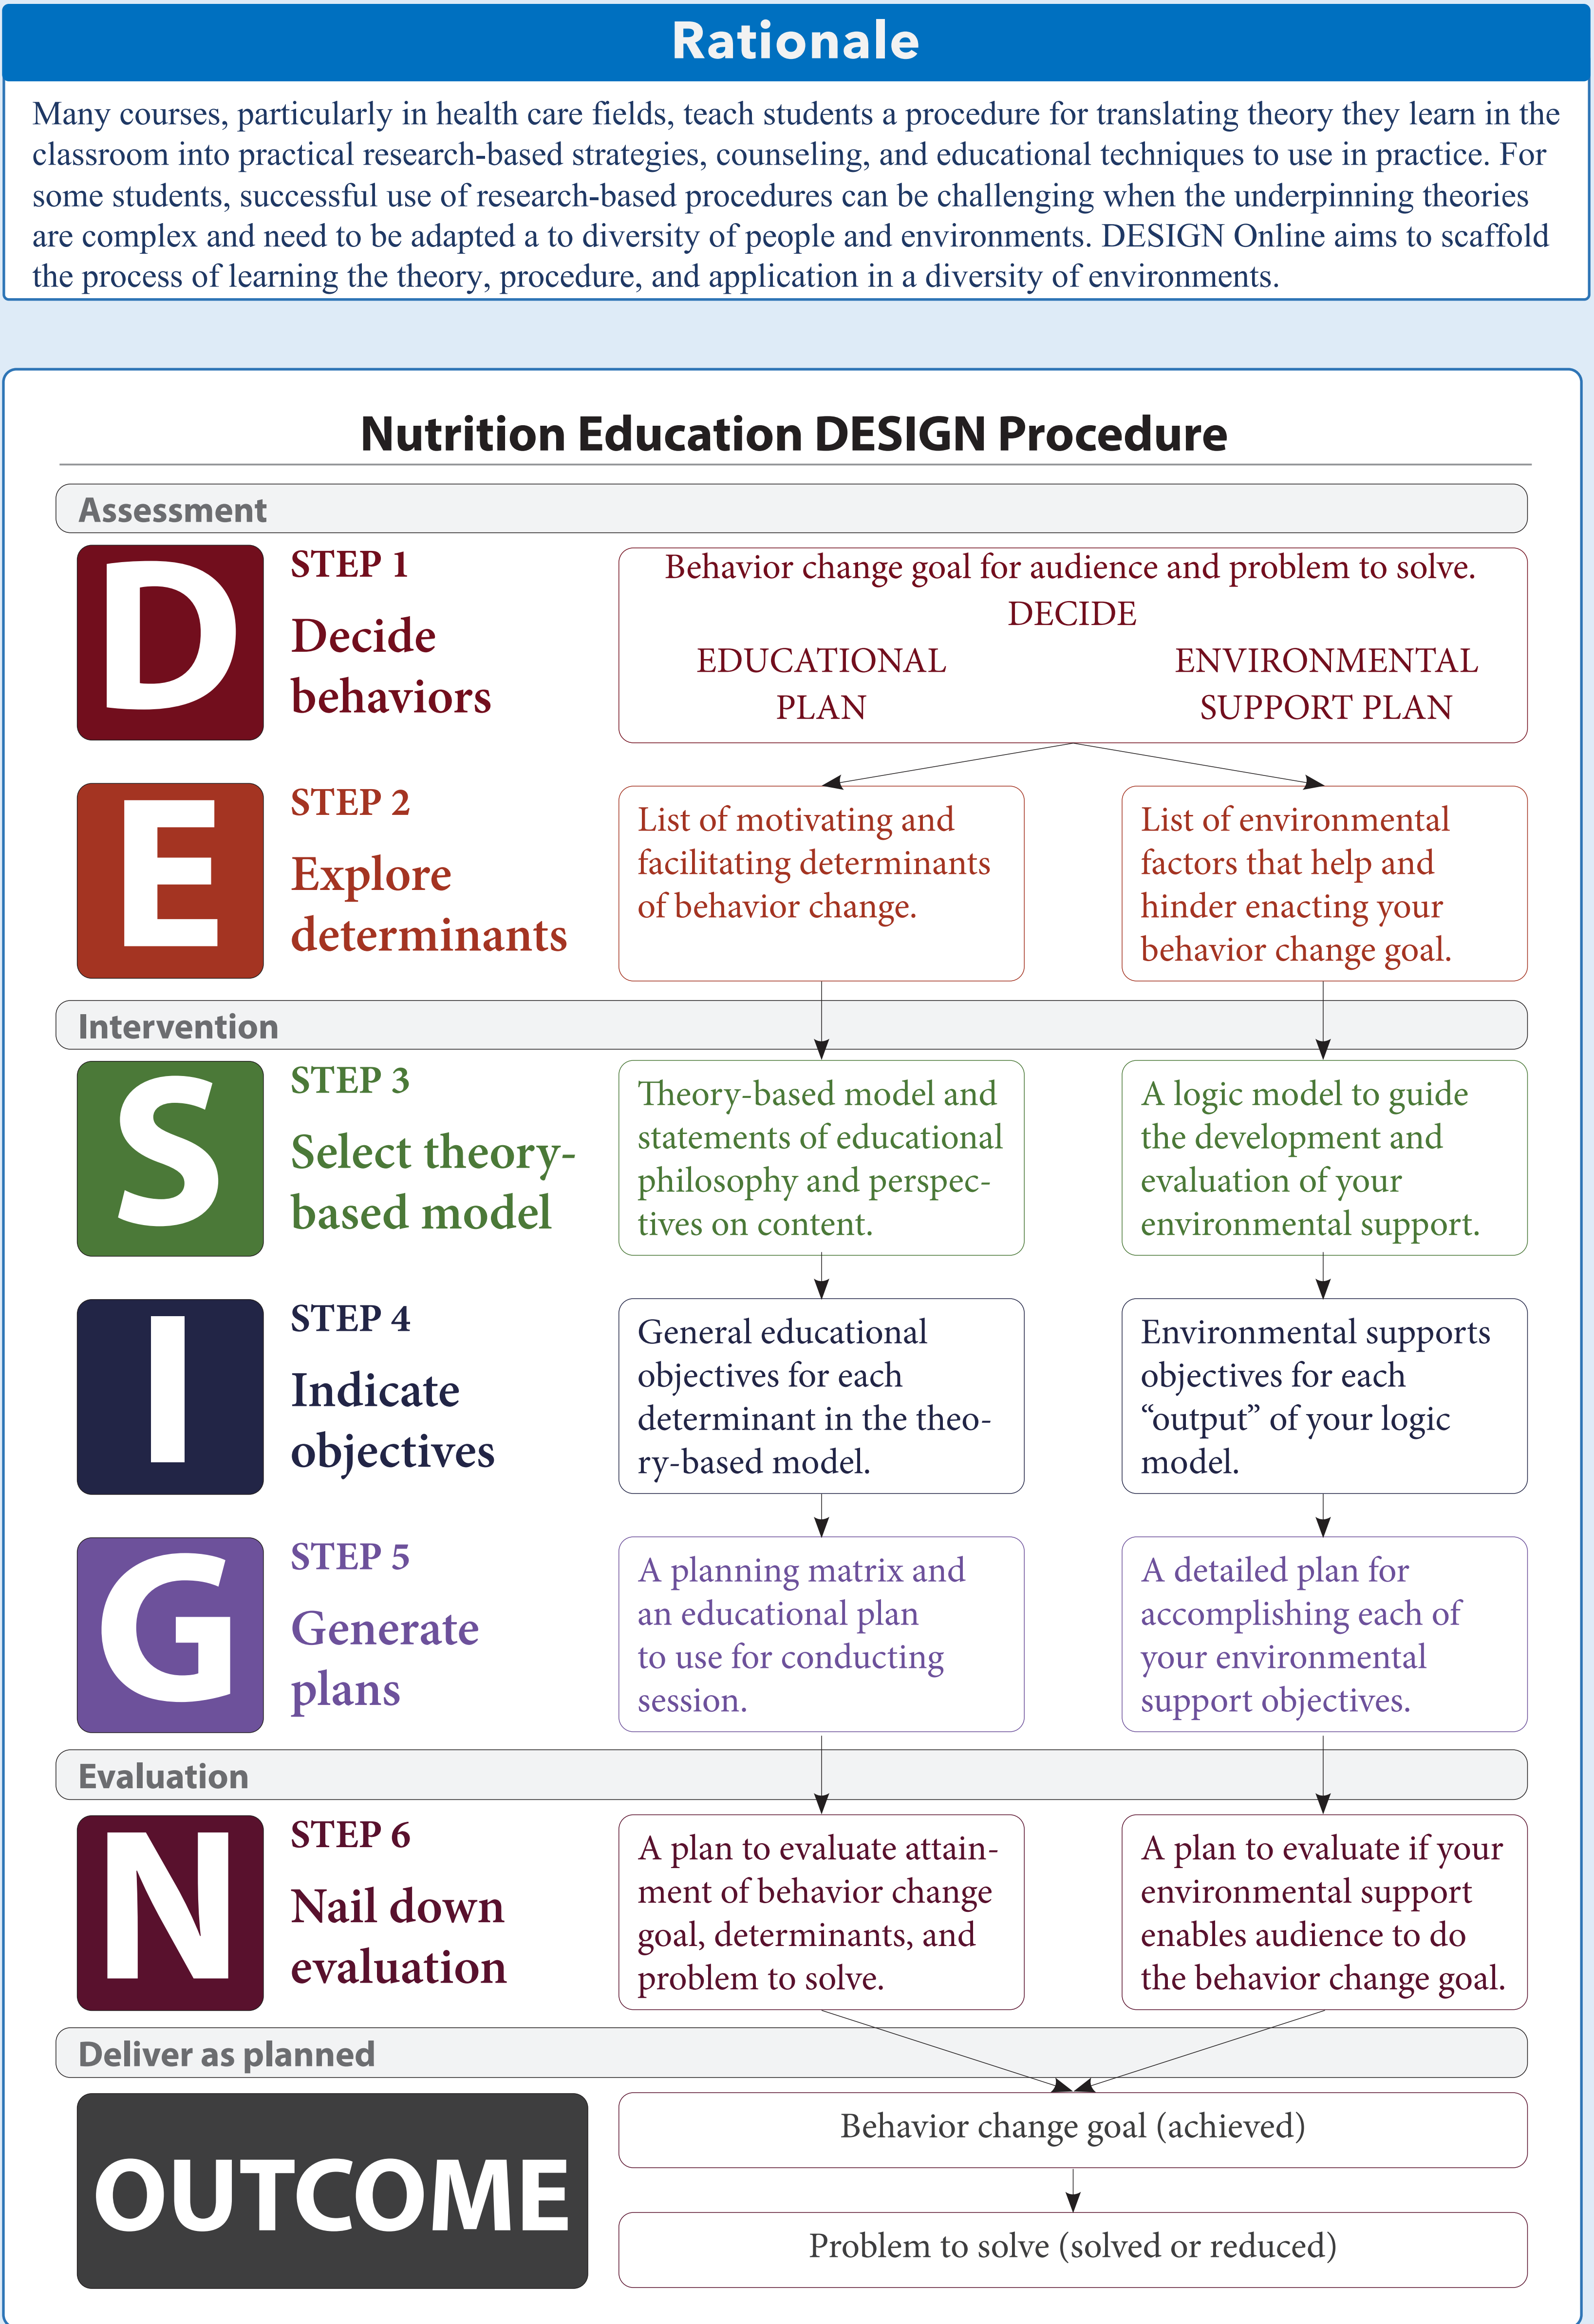 Rationale
Many courses, particularly in health care fields, teach students a procedure for translating theory they learn in the
classroom into practical research-based strategies, counseling, and educational techniques to use in practice. For
some students, successful use of research-based procedures can be challenging when the underpinning theories
are complex and need to be adapted a to diversity of people and environments. DESIGN Online aims to scaffold
the process of learning the theory, procedure, and application in a diversity of environments.
Nutrition Education DESIGN Procedure
Assessment
D
STEP 1
Decide
behaviors
Behavior change goal for audience and problem to solve.
DECIDE
EDUCATIONAL
PLAN
ENVIRONMENTAL
SUPPORT PLAN
E
STEP 2
Explore
determinants
List of motivating and
facilitating determinants
of behavior change.
List of environmental
factors that help and
hinder enacting your
behavior change goal.
Intervention
S
STEP 3
Select theory-
based model
Theory-based model and
statements of educational
philosophy and perspec-
tives on content.
A logic model to guide
the development and
evaluation of your
environmental support.
I
STEP 4
Indicate
objectives
General educational
objectives for each
determinant in the theo-
ry-based model.
Environmental supports
objectives for each
“output” of your logic
model.
G
STEP 5
Generate
plans
A planning matrix and
an educational plan
to use for conducting
session.
A detailed plan for
accomplishing each of
your environmental
support objectives.
Evaluation
N
STEP 6
Nail down
evaluation
A plan to evaluate attain-
ment of behavior change
goal, determinants, and
problem to solve.
A plan to evaluate if your
environmental support
enables audience to do
the behavior change goal.
Deliver as planned
OUTCOME
Behavior change goal (achieved)
Problem to solve (solved or reduced)